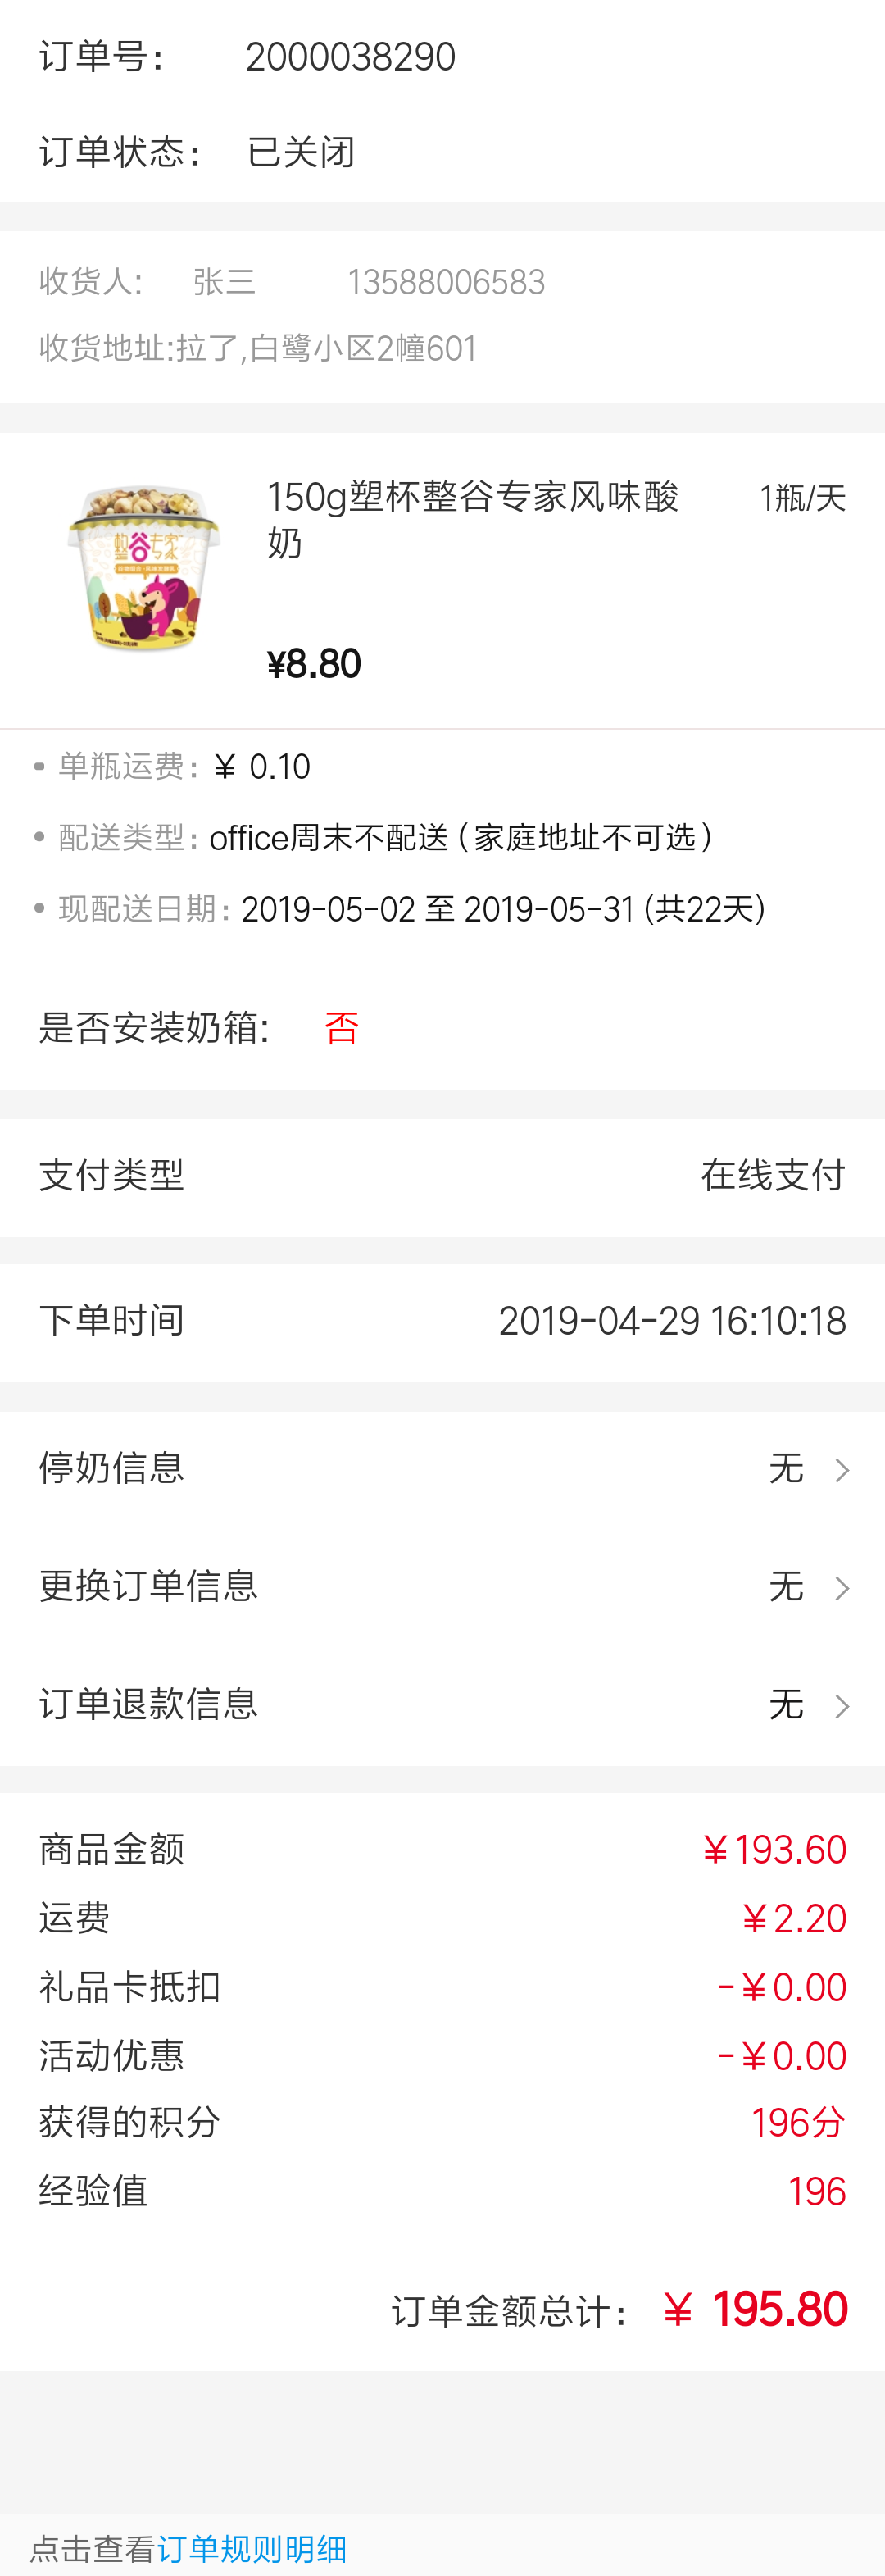 订单号： 2000038290
订单状态： 已关闭
收货人: 张三 13588006583
收货地址:拉了,白鹭小区2幢601
150g塑杯整谷专家风味酸 1瓶/天
奶
整谷专家
¥8.80
单瓶运费：￥ 0.10
配送类型：office周末不配送（家庭地址不可选）
现配送日期：2019-05-02 至 2019-05-31 (共22天)
是否安装奶箱: 否
支付类型 在线支付
下单时间 2019-04-29 16:10:18
停奶信息 无
更换订单信息 无
订单退款信息 无
商品金额 ￥193.60
运费 ￥2.20
礼品卡抵扣 -￥0.00
活动优惠 -￥0.00
获得的积分 196分
经验值 196
订单金额总计： ￥ 195.80
点击查看订单规则明细